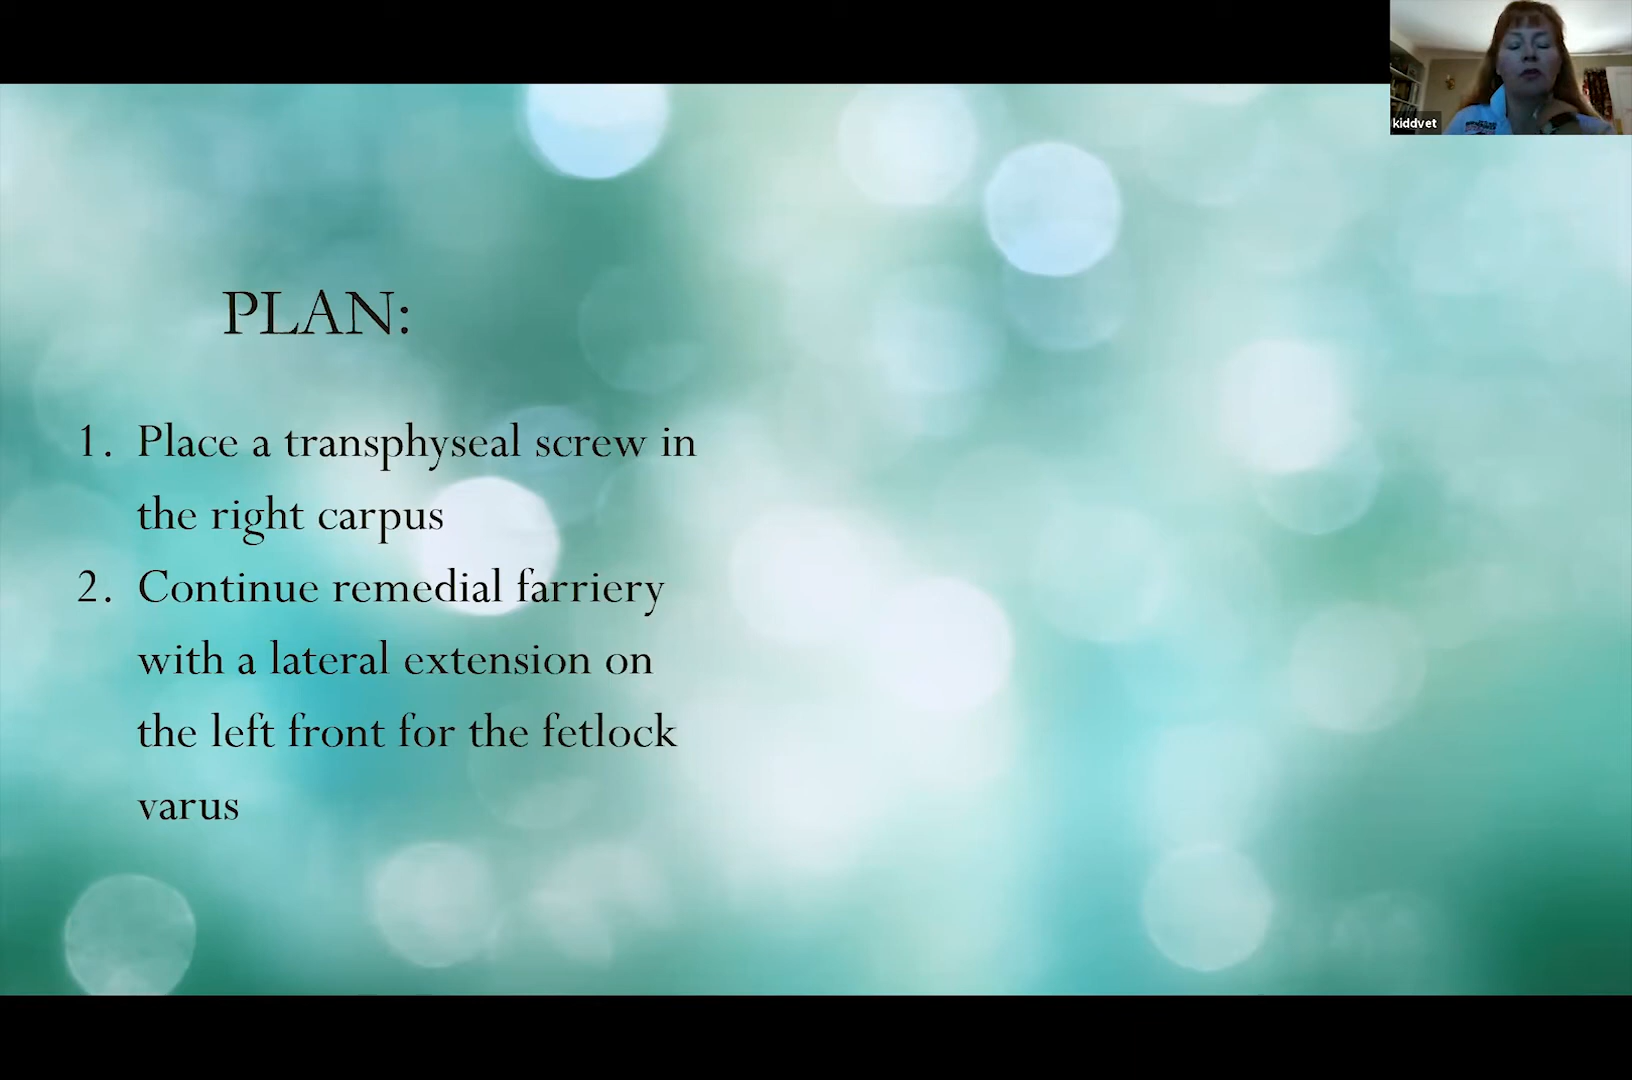 kiddvet
PLAN:
1. Place a transphyseal screw in
the right carpus
2. Continue remedial farriery
with a lateral extension on
the left front for the fetlock
varus